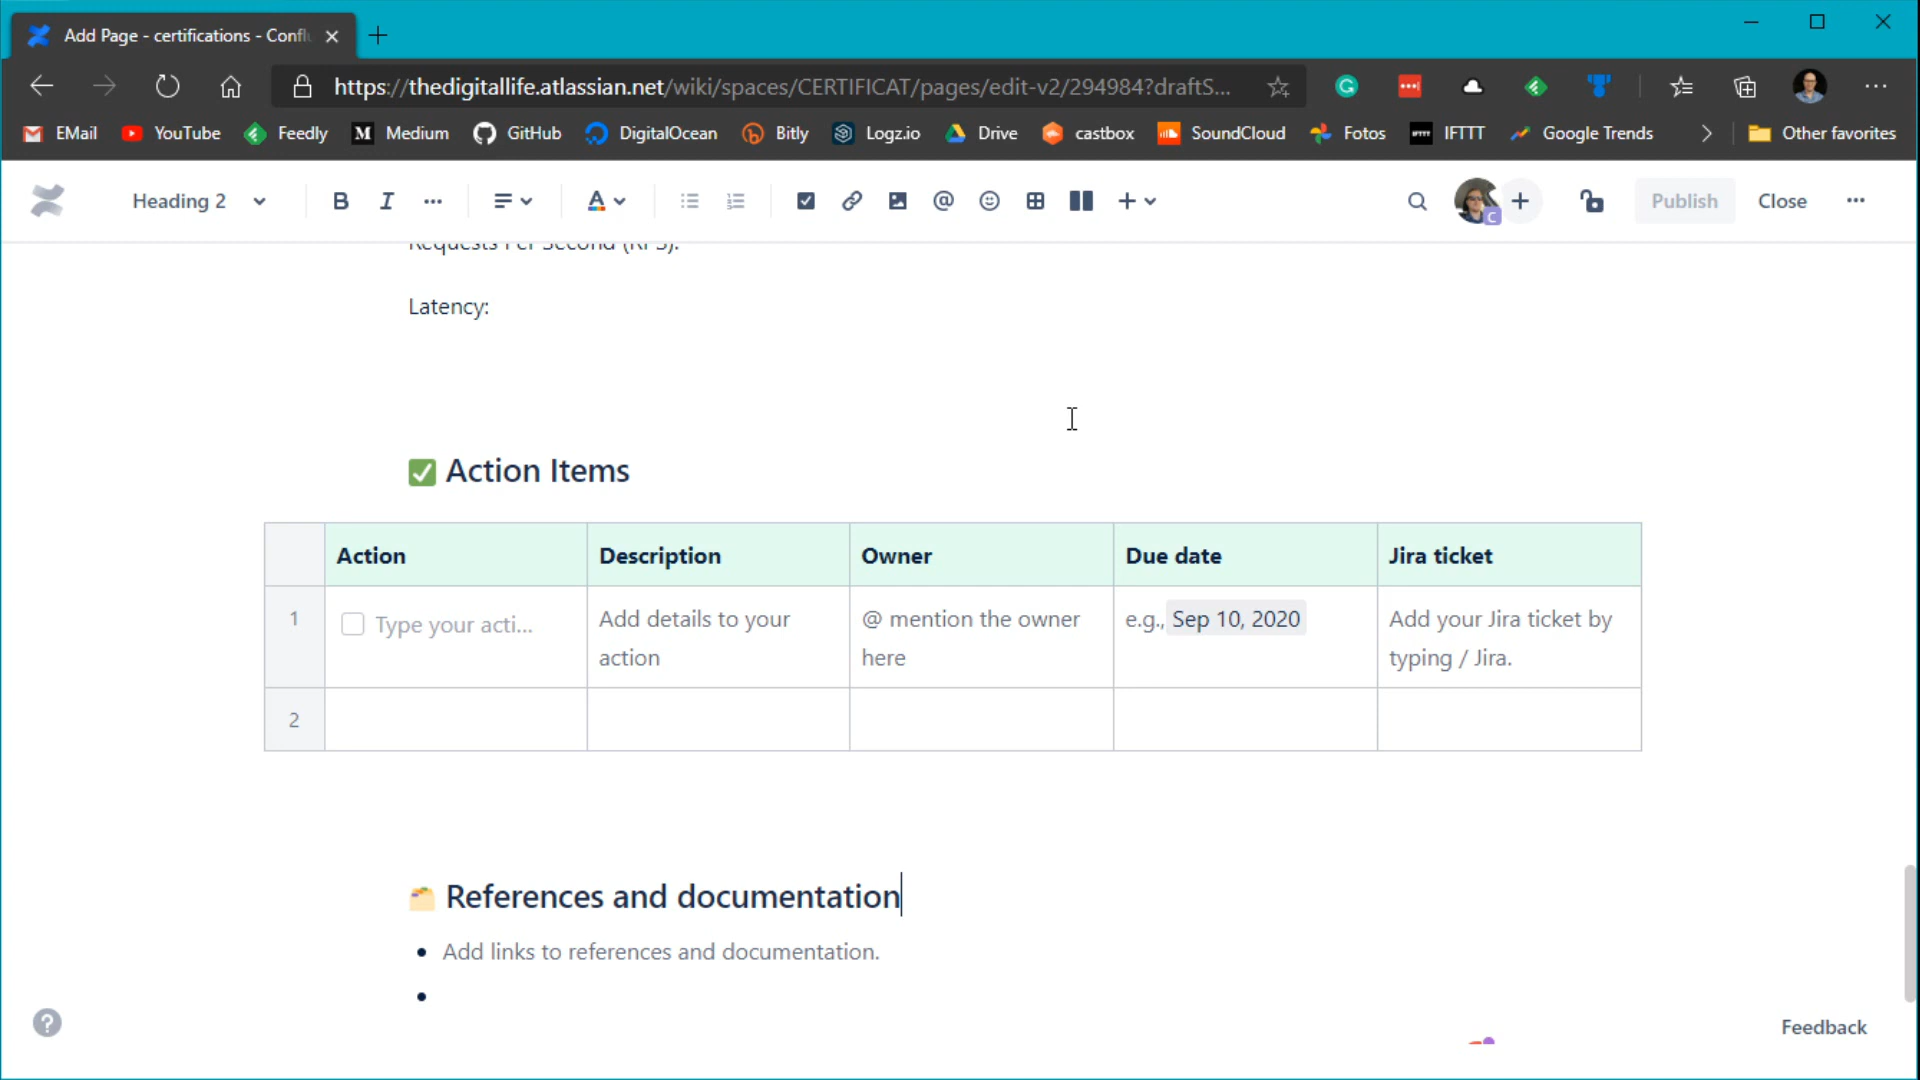 Add Page - certifications - Confl
https://thedigitallife.atlassian.net/wiki/spaces/CERTIFICAT/pages/edit-v2/294984?draftS...
EMail YouTube Feedly M Medium GitHub DigitalOcean Bitly Logz.io Drive castbox SoundCloud Fotos IFTTT Google Trends Other favorites
Heading 2 B I A @ C Publish Close
Requests Per Second (RPS):
Latency:
Action Items
Action Description Owner Due date Jira ticket
1 Type your acti... Add details to your action @ mention the owner here e.g., Sep 10, 2020 Add your Jira ticket by typing / Jira.
2
References and documentation
• Add links to references and documentation.
•
? Feedback